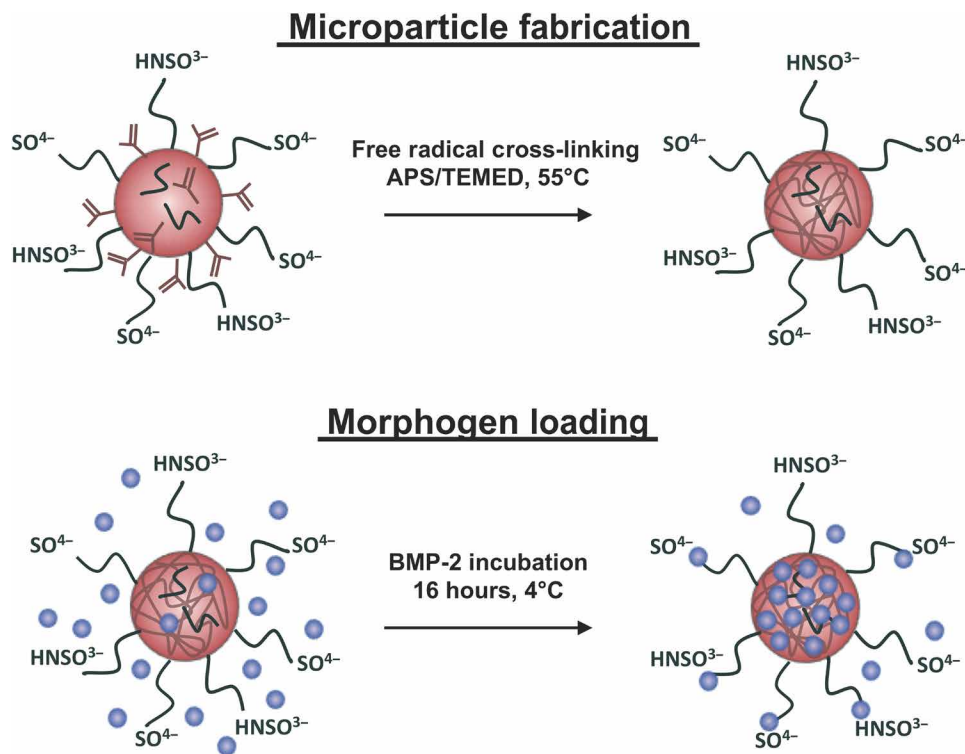 Microparticle fabrication
HNSO³⁻
SO⁴⁻
SO⁴⁻
HNSO³⁻
SO⁴⁻
SO⁴⁻
HNSO³⁻
Free radical cross-linking
APS/TEMED, 55°C
HNSO³⁻
SO⁴⁻
HNSO³⁻
SO⁴⁻
SO⁴⁻
HNSO³⁻
Morphogen loading
HNSO³⁻
SO⁴⁻
SO⁴⁻
HNSO³⁻
SO⁴⁻
SO⁴⁻
HNSO³⁻
BMP-2 incubation
16 hours, 4°C
HNSO³⁻
SO⁴⁻
SO⁴⁻
HNSO³⁻
SO⁴⁻
SO⁴⁻
HNSO³⁻